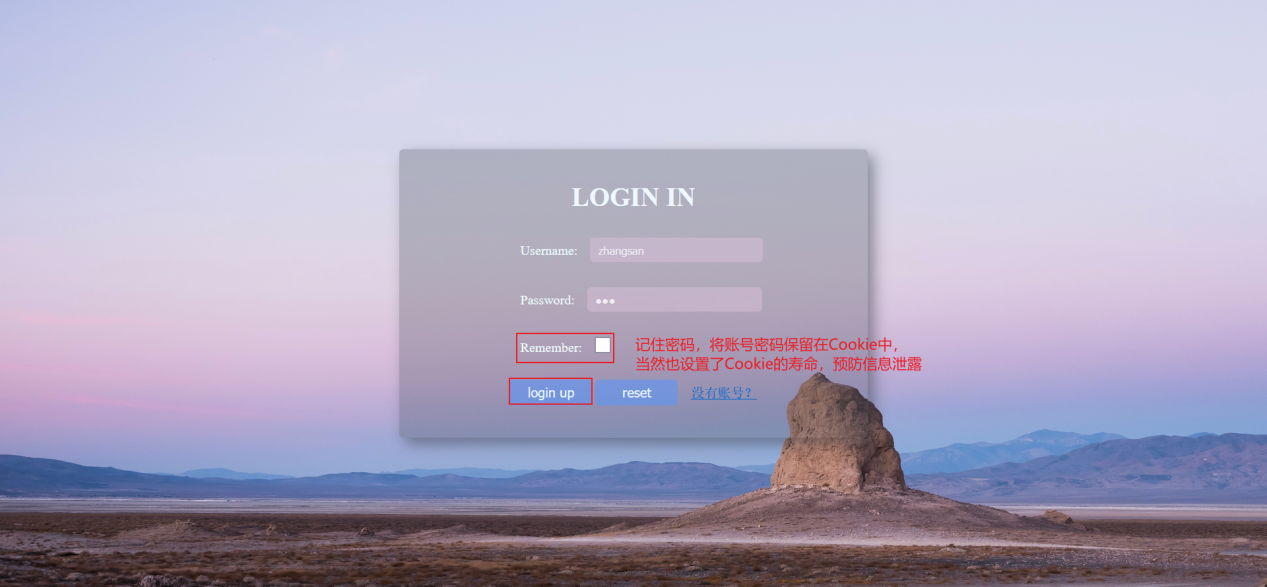 LOGIN IN
Username: zhangsan
Password: •••
Remember:
记住密码，将账号密码保留在Cookie中，
当然也设置了Cookie的寿命，预防信息泄露
login up reset 没有账号？